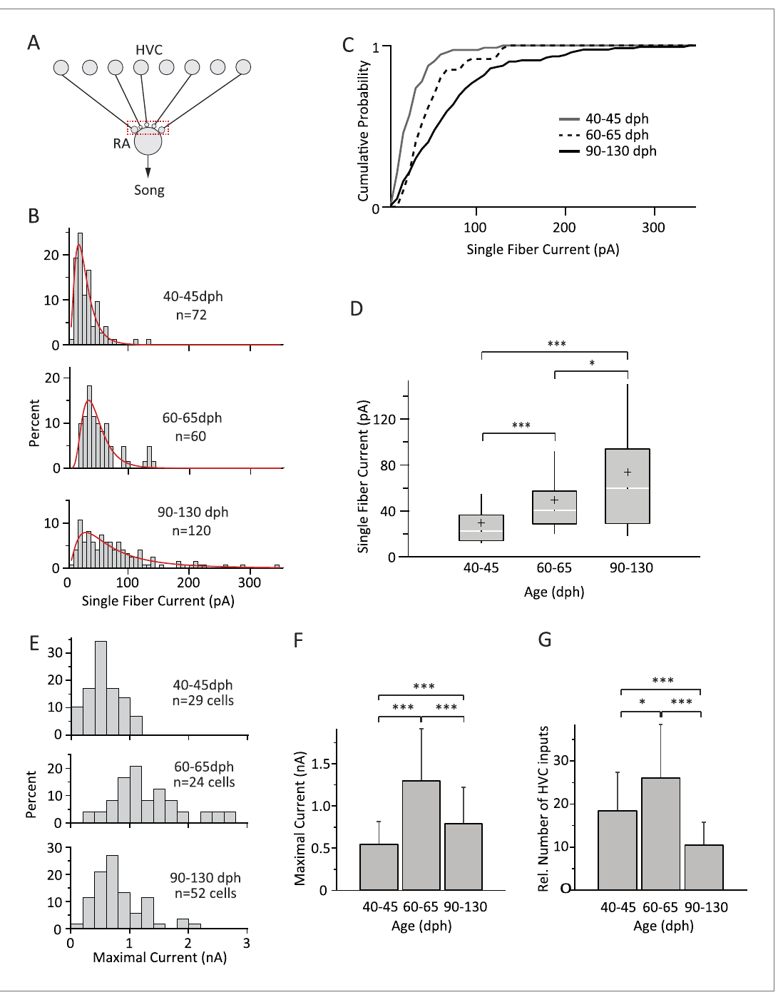 A
HVC
RA
Song
B
20
10
0
40-45dph
n=72
20
10
0
60-65dph
n=60
Percent
10
0
90-130 dph
n=120
0 100 200 300
Single Fiber Current (pA)
C
1
0
Cumulative Probability
40-45 dph
60-65 dph
90-130 dph
100 200 300
Single Fiber Current (pA)
D
***
*
***
120
80
40
0
Single Fiber Current (pA)
40-45 60-65 90-130
Age (dph)
E
30
20
10
0
40-45dph
n=29 cells
20
10
0
60-65dph
n=24 cells
Percent
30
20
10
0
90-130 dph
n=52 cells
0 1 2 3
Maximal Current (nA)
F
***
*** ***
1.5
1.0
0.5
0
Maximal Current (nA)
40-45 60-65 90-130
Age (dph)
G
***
* ***
30
20
10
0
Rel. Number of HVC inputs
40-45 60-65 90-130
Age (dph)